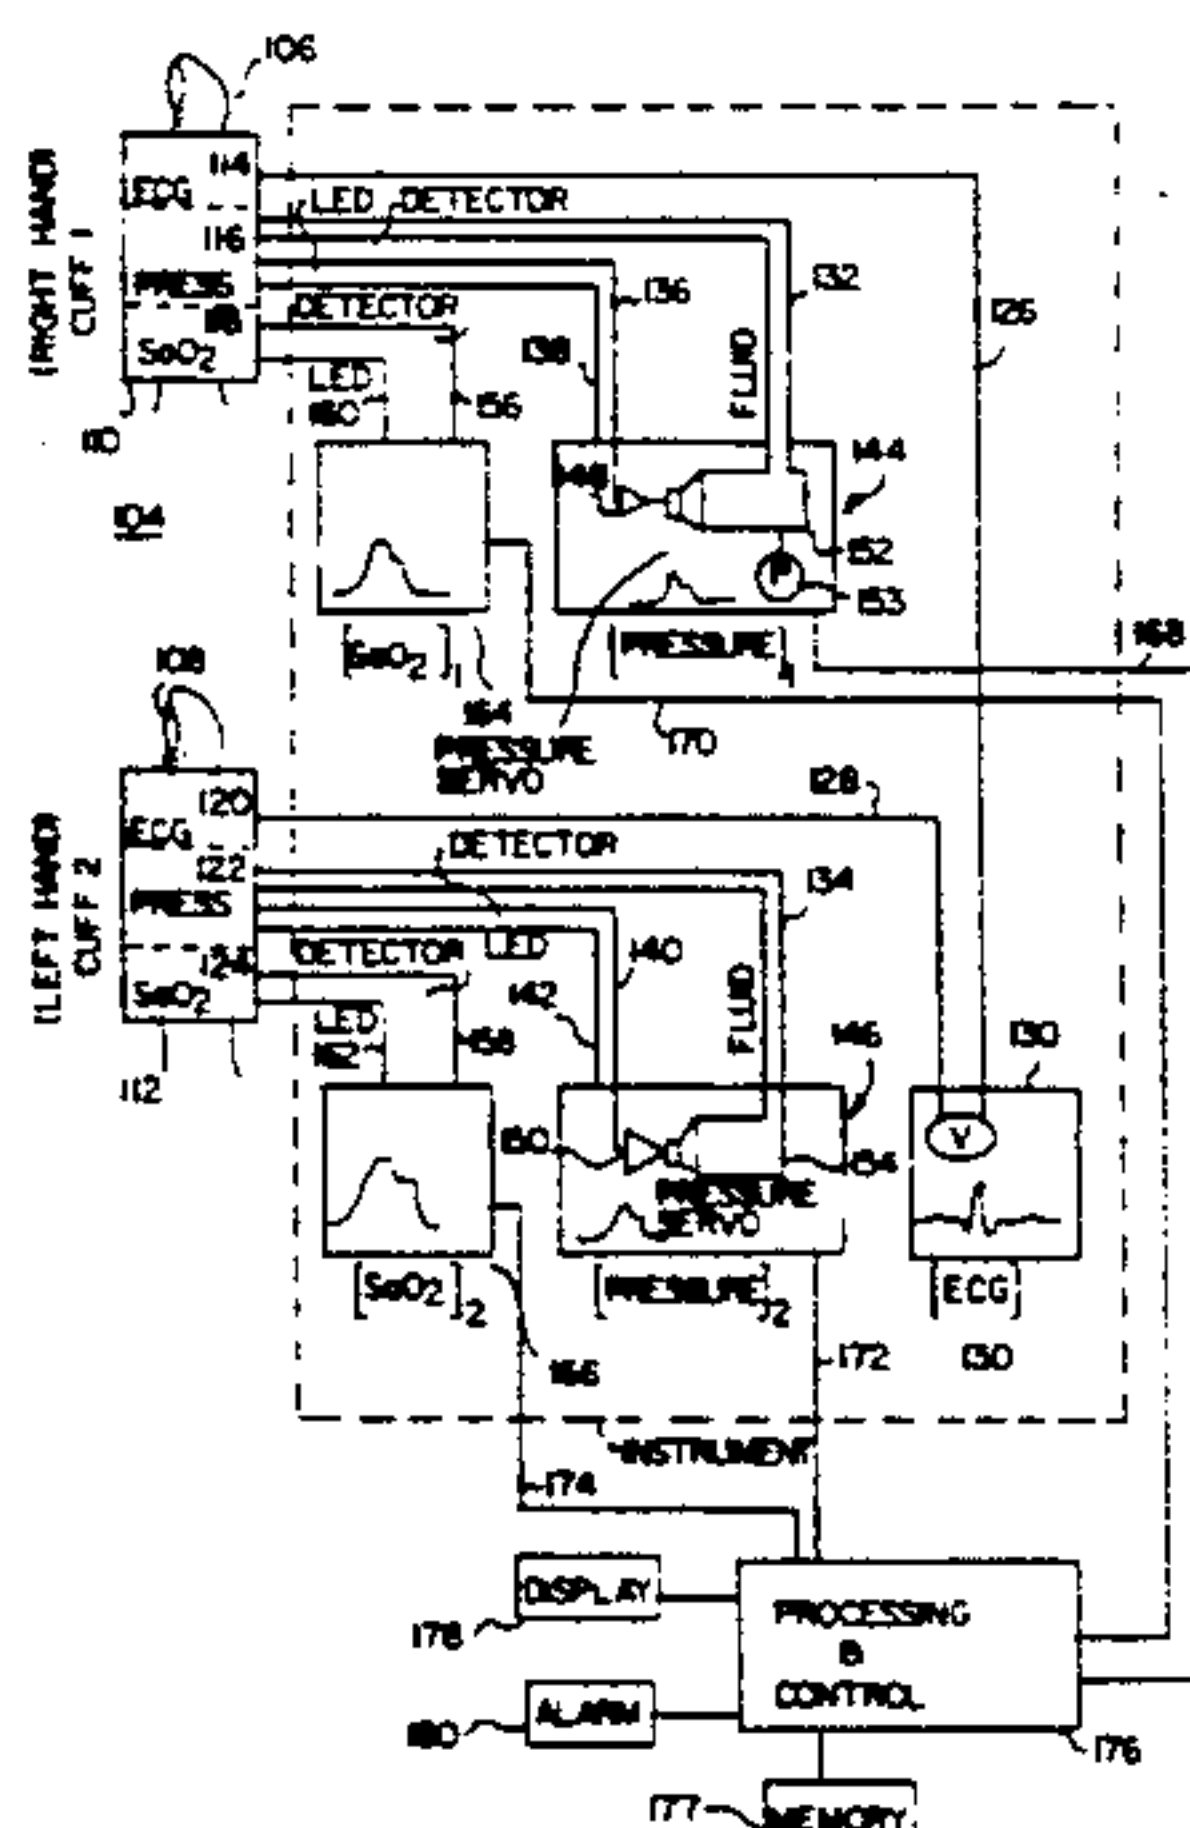 106
114
ECG
LED
DETECTOR
116
PRESS
(RIGHT HAND)
CUFF 1
DETECTOR
118
SaO2
LED
160
110
136
132
126
138
FLUID
156
148
144
104
152
P
153
[SaO2]1
[PRESSURE]1
168
164
170
PRESSURE
SERVO
108
120
ECG
128
DETECTOR
122
PRESS
(LEFT HAND)
CUFF 2
134
LED
DETECTOR
124
SaO2
140
142
FLUID
LED
158
112
146
130
150
V
154
PRESSURE
SERVO
[SaO2]2
[PRESSURE]2
[ECG]
166
172
130
INSTRUMENT
174
DISPLAY
178
PROCESSING
&
CONTROL
ALARM
180
176
177
MEMORY